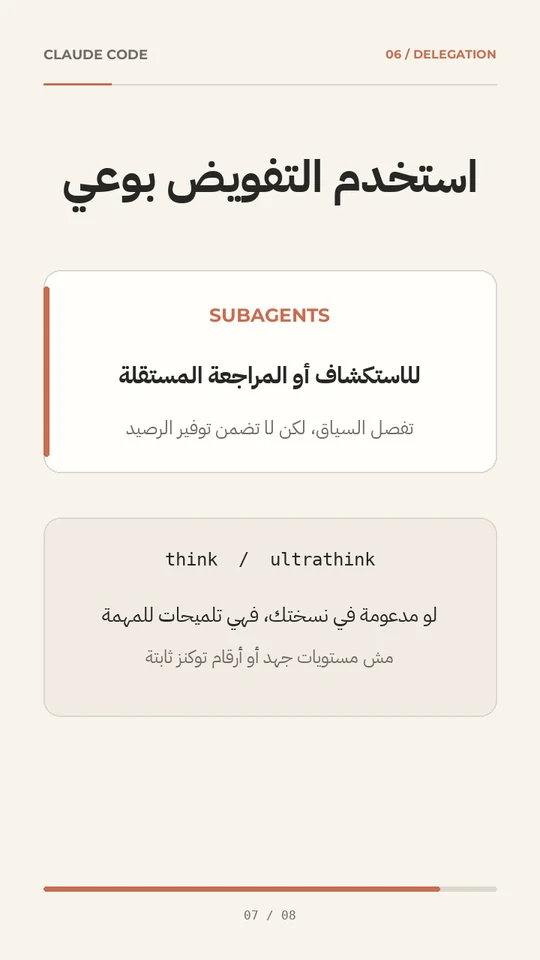 CLAUDE CODE
06 / DELEGATION
استخدم التفويض بوعي
SUBAGENTS
للاستكشاف أو المراجعة المستقلة
تفصل السياق، لكن لا تضمن توفير الرصيد
think / ultrathink
لو مدعومة في نسختك، فهي تلميحات للمهمة
مش مستويات جهد أو أرقام توكنز ثابتة
07 / 08